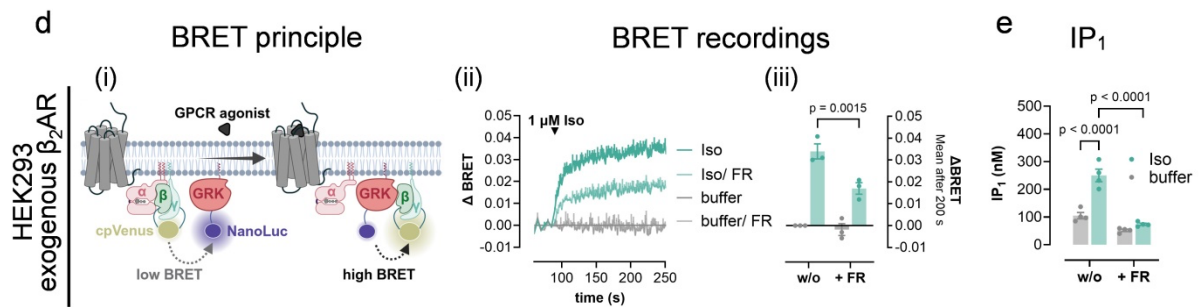 d
BRET principle
BRET recordings
e
IP₁
HEK293
exogenous β₂AR
(i)
GPCR agonist
α
β
γ
GRK
cpVenus
NanoLuc
low BRET
α
GRK
β
γ
high BRET
(ii)
1 µM Iso
Δ BRET
0.05
0.04
0.03
0.02
0.01
0.00
-0.01
100 150 200 250
time (s)
Iso
Iso/ FR
buffer
buffer/ FR
(iii)
p = 0.0015
0.05
0.04
0.03
0.02
0.01
0.00
-0.01
ΔBRET
Mean after 200 s
w/o + FR
p < 0.0001
p < 0.0001
IP₁ (nM)
500
400
300
200
100
0
Iso
buffer
w/o + FR